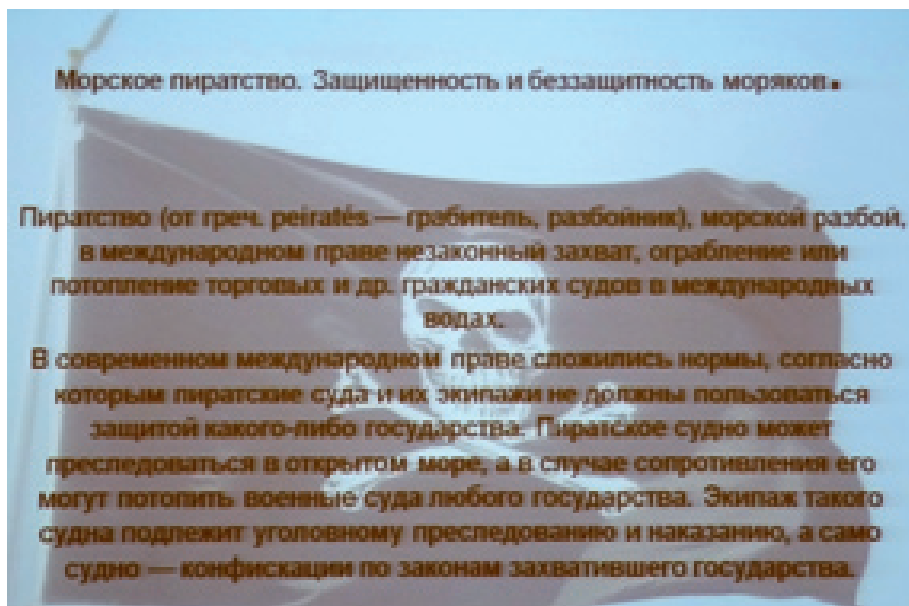 Морское пиратство. Защищенность и беззащитность моряков.
Пиратство (от греч. peiratés — грабитель, разбойник), морской разбой,
в международном праве незаконный захват, ограбление или
потопление торговых и др. гражданских судов в международных
водах.
В современном международном праве сложились нормы, согласно
которым пиратские суда и их экипажи не должны пользоваться
защитой какого-либо государства. Пиратское судно может
преследоваться в открытом море, а в случае сопротивления его
могут потопить военные суда любого государства. Экипаж такого
судна подлежит уголовному преследованию и наказанию, а само
судно — конфискации по законам захватившего государства.